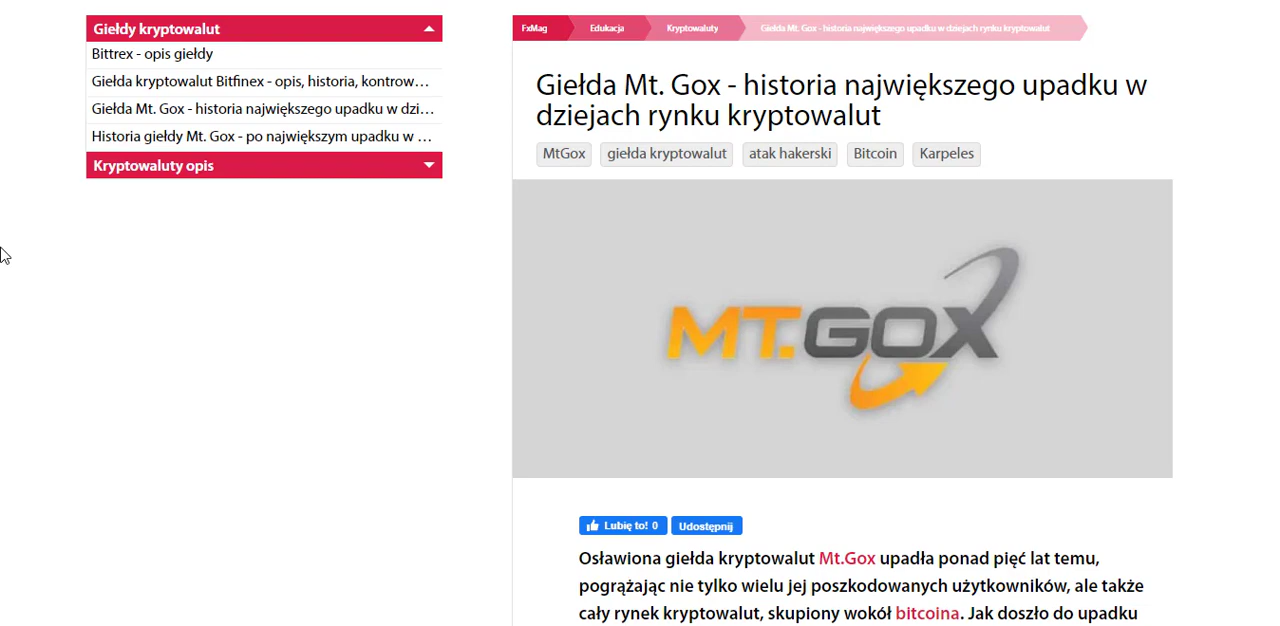 Giełdy kryptowalut
Bittrex - opis giełdy
Giełda kryptowalut Bitfinex - opis, historia, kontrow…
Giełda Mt. Gox - historia największego upadku w dzi…
Historia giełdy Mt. Gox - po największym upadku w …
Kryptowaluty opis
FxMag Edukacja Kryptowaluty Giełda Mt. Gox - historia największego upadku w dziejach rynku kryptowalut
Giełda Mt. Gox - historia największego upadku w
dziejach rynku kryptowalut
MtGox giełda kryptowalut atak hakerski Bitcoin Karpeles
MT.GOX
Lubię to! 0 Udostępnij
Osławiona giełda kryptowalut Mt.Gox upadła ponad pięć lat temu,
pogrążając nie tylko wielu jej poszkodowanych użytkowników, ale także
cały rynek kryptowalut, skupiony wokół bitcoina. Jak doszło do upadku